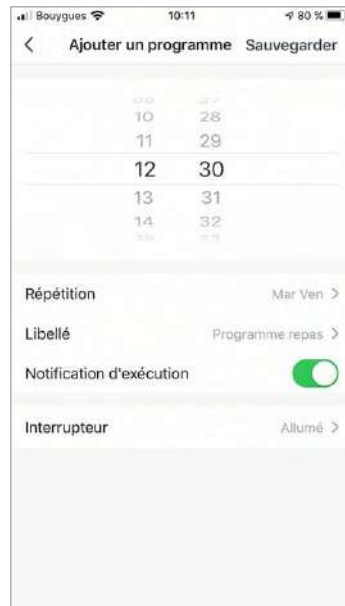 Bouygues 10:11 80 %
Ajouter un programme Sauvegarder
10 28
11 29
12 30
13 31
14 32
Répétition Mar Ven >
Libellé Programme repas >
Notification d'exécution
Interrupteur Allumé >